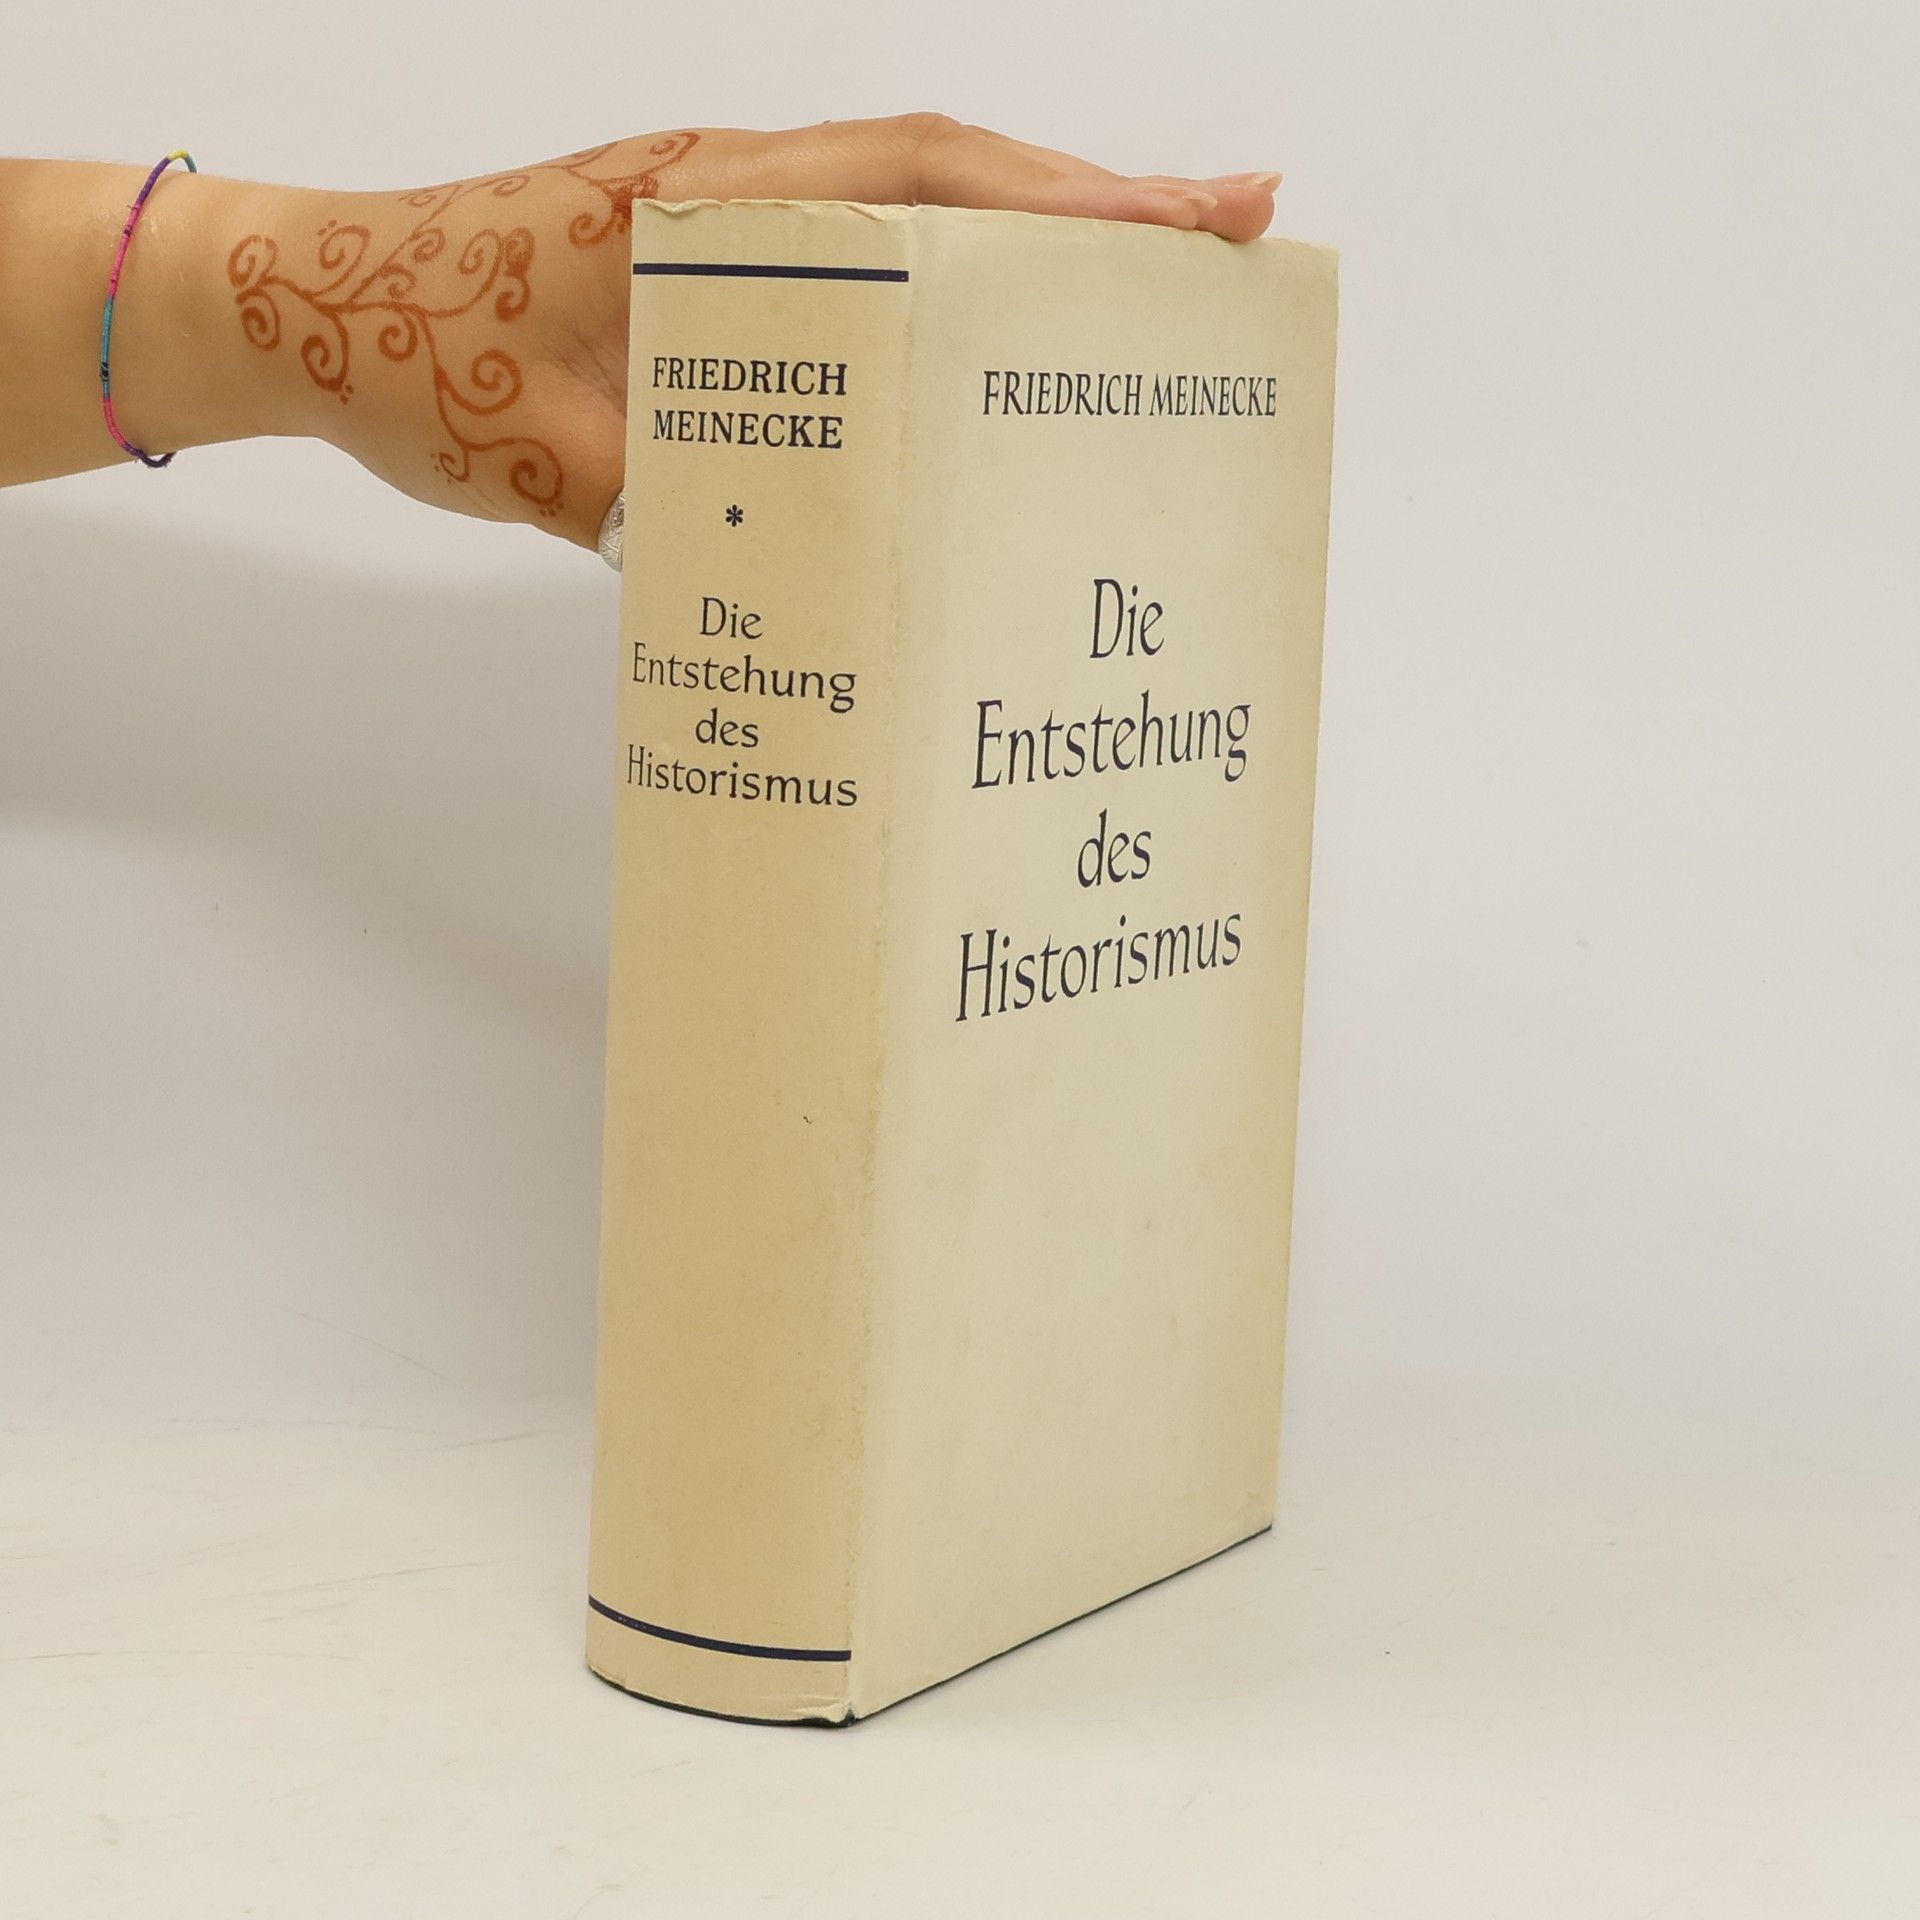 FRIEDRICH
MEINECKE
*
Die
Entstehung
des
Historismus
FRIEDRICH MEINECKE
Die
Entstehung
des
Historismus